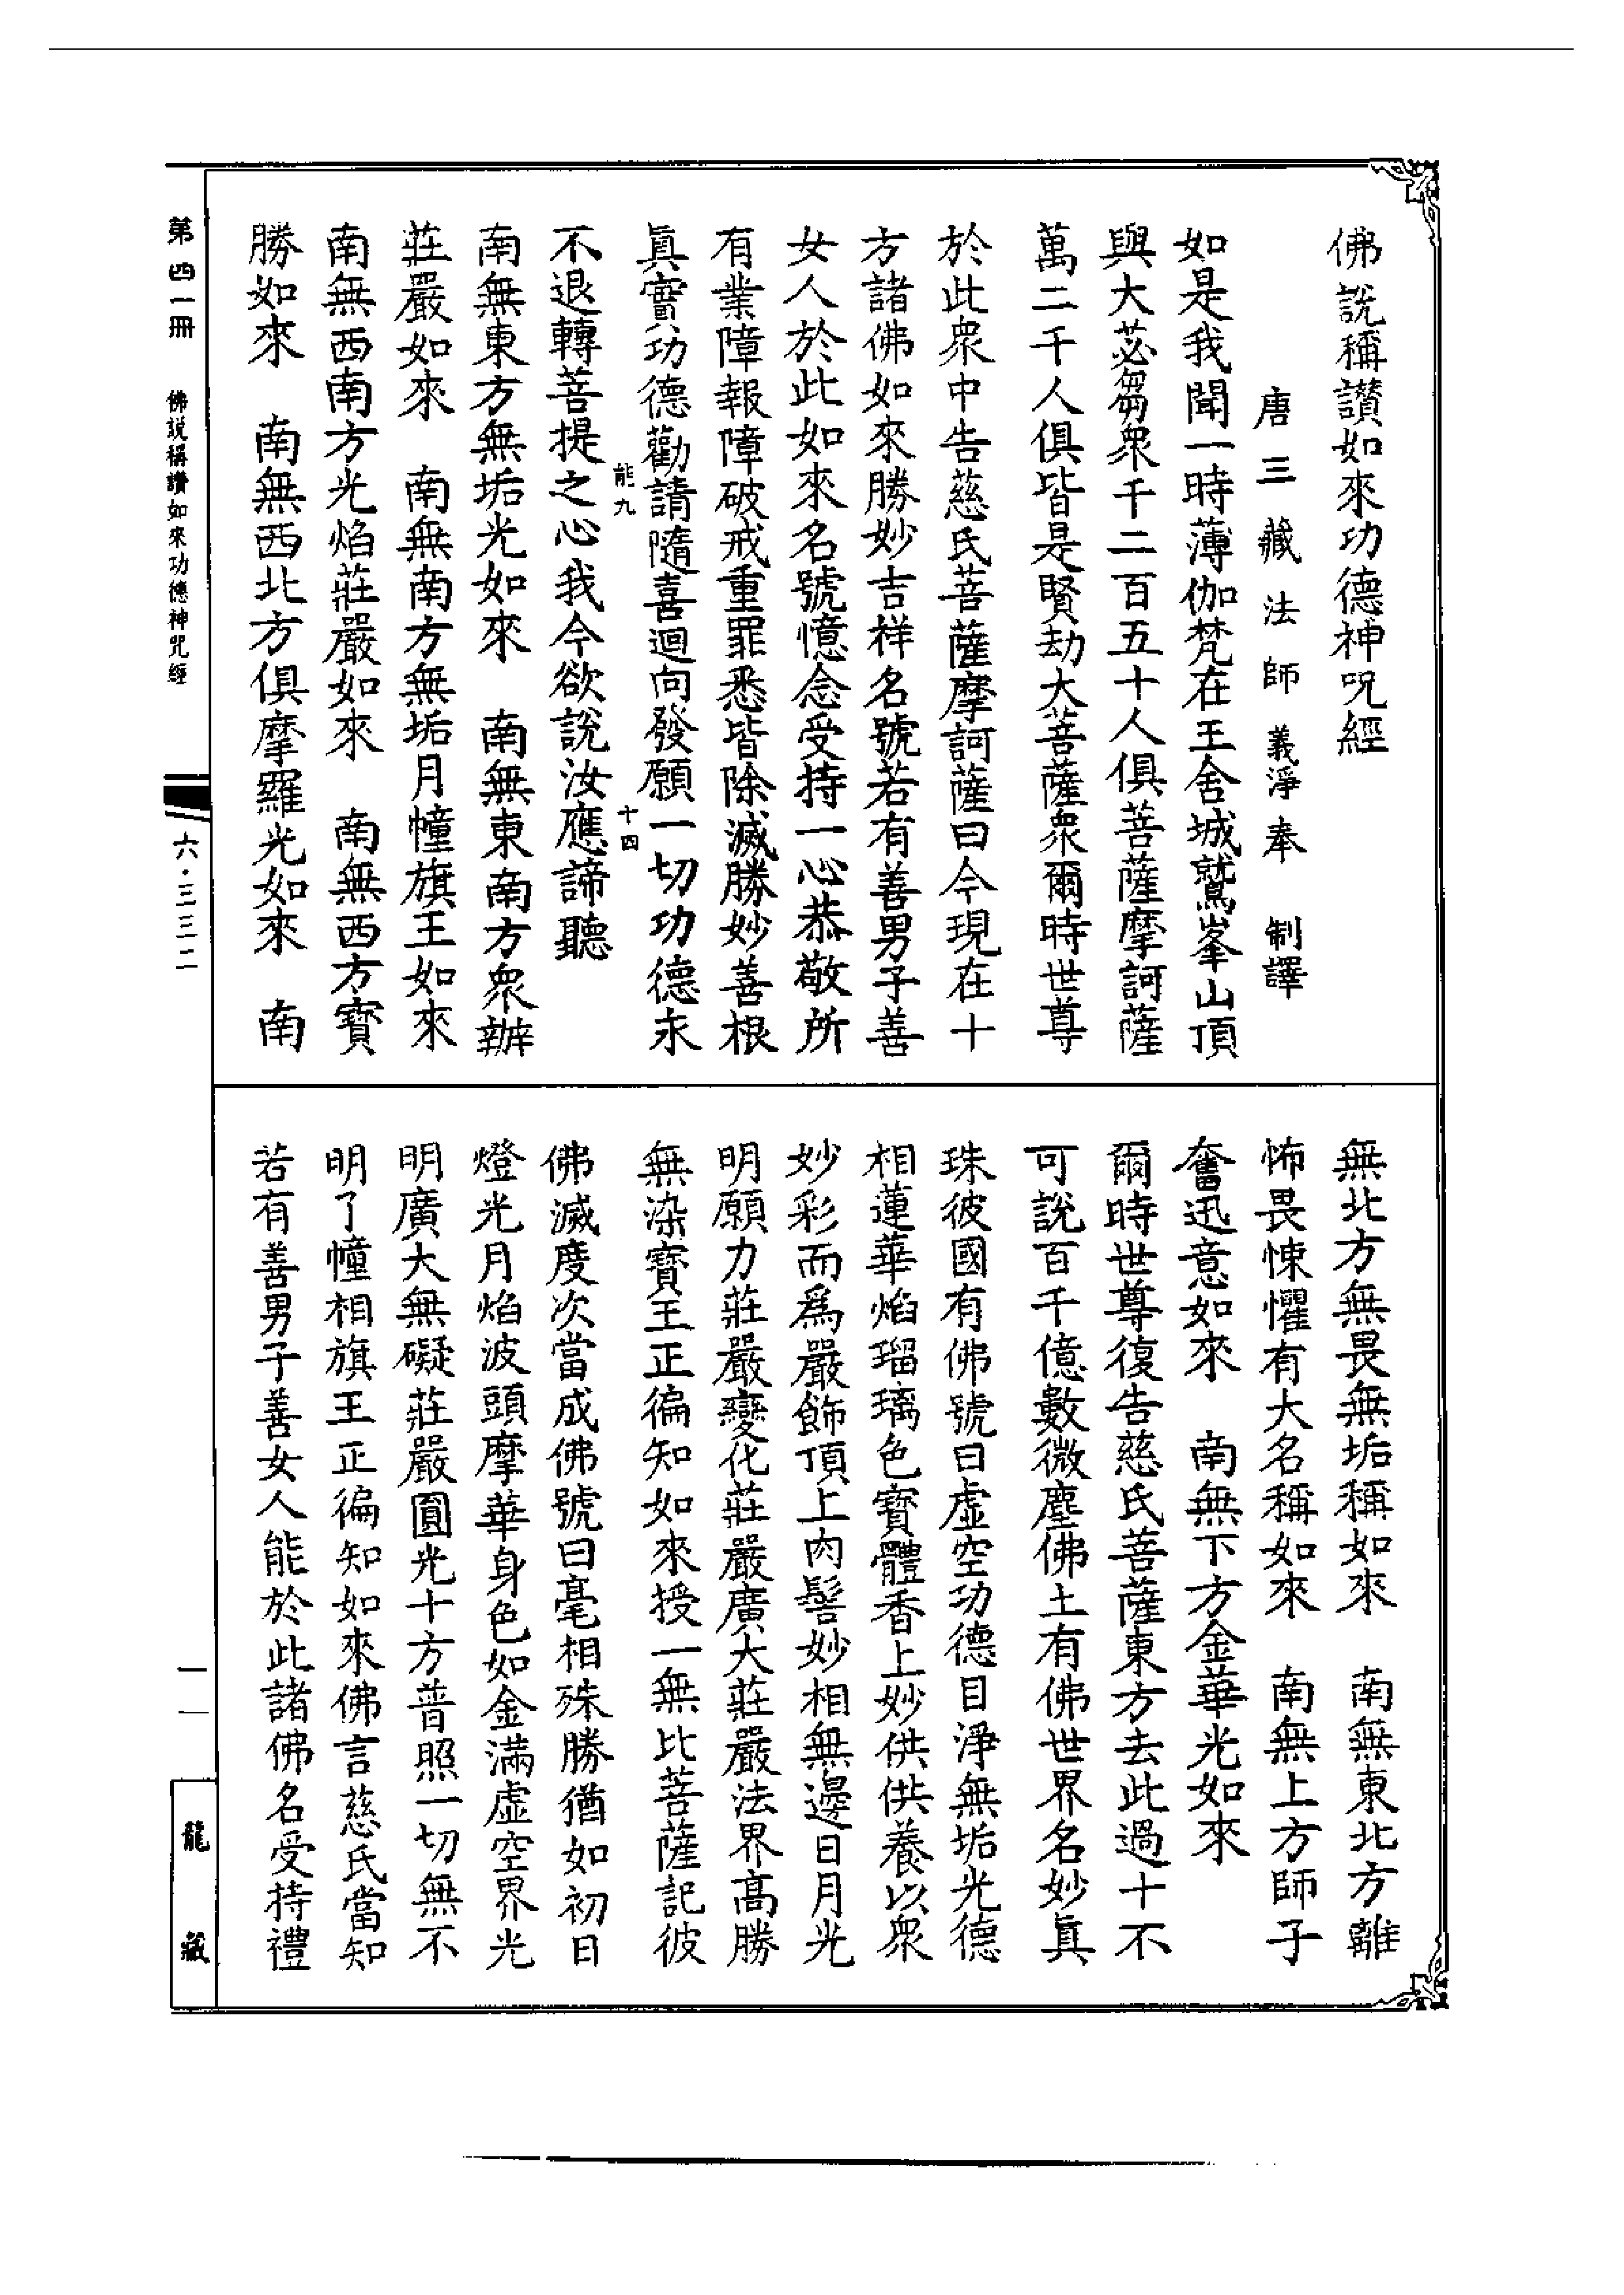 佛說稱讚如來功德神呪經
唐三藏法師義淨奉 制譯
如是我聞一時薄伽梵在王舍城鷲峯山頂
與大苾芻衆千二百五十人俱菩薩摩訶薩
萬二千人俱皆是賢劫大菩薩衆爾時世尊
於此衆中告慈氏菩薩摩訶薩曰今現在十
方諸佛如來勝妙吉祥名號若有善男子善
女人於此如來名號憶念受持一心恭敬所
有業障報障破戒重罪悉皆除滅勝妙善根
眞實功德勸請隨喜迴向發願一切功德永
能九 十四
不退轉菩提之心我今欲說汝應諦聽
南無東方無垢光如來 南無東南方衆辦
莊嚴如來 南無南方無垢月幢旗王如來
南無西南方光焰莊嚴如來 南無西方寶
勝如來 南無西北方俱摩羅光如來 南
無北方無畏無垢稱如來 南無東北方離
怖畏悚懼有大名稱如來 南無上方師子
奮迅意如來 南無下方金華光如來
爾時世尊復告慈氏菩薩東方去此過十不
可說百千億數微塵佛土有佛世界名妙眞
珠彼國有佛號曰虛空功德目淨無垢光德
相蓮華焰瑠璃色寶體香上妙供供養以衆
妙彩而爲嚴飾頂上肉髻妙相無邊日月光
明願力莊嚴變化莊嚴廣大莊嚴法界高勝
無染寶王正徧知如來授一無比菩薩記彼
佛滅度次當成佛號曰毫相殊勝猶如初日
燈光月焰波頭摩華身色如金滿虛空界光
明廣大無礙莊嚴圓光十方普照一切無不
明了幢相旗王正徧知如來佛言慈氏當知
若有善男子善女人能於此諸佛名受持禮
第四一冊 佛說稱讚如來功德神咒經
六·三三二
一一
龍藏